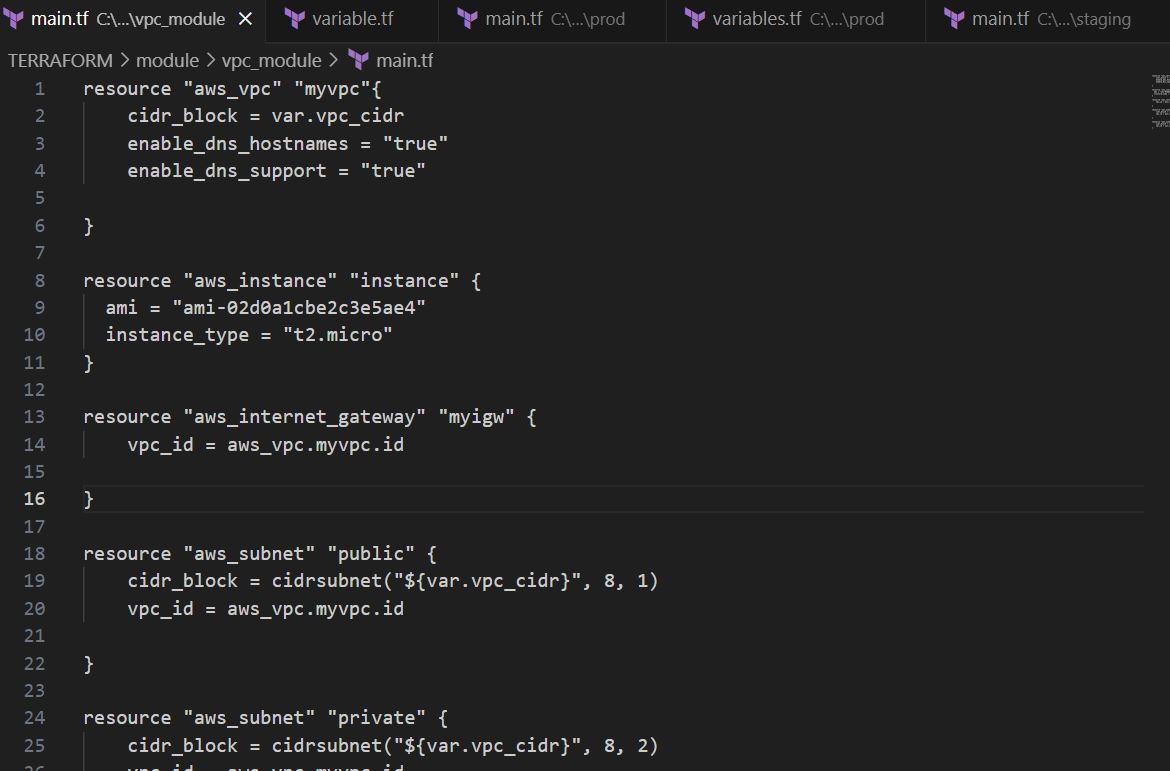 main.tf C:\...\vpc_module × variable.tf main.tf C:\...\prod variables.tf C:\...\prod main.tf C:\...\staging
TERRAFORM > module > vpc_module > main.tf
1 resource "aws_vpc" "myvpc"{
2 cidr_block = var.vpc_cidr
3 enable_dns_hostnames = "true"
4 enable_dns_support = "true"
5
6 }
7
8 resource "aws_instance" "instance" {
9 ami = "ami-02d0a1cbe2c3e5ae4"
10 instance_type = "t2.micro"
11 }
12
13 resource "aws_internet_gateway" "myigw" {
14 vpc_id = aws_vpc.myvpc.id
15
16 }
17
18 resource "aws_subnet" "public" {
19 cidr_block = cidrsubnet("${var.vpc_cidr}", 8, 1)
20 vpc_id = aws_vpc.myvpc.id
21
22 }
23
24 resource "aws_subnet" "private" {
25 cidr_block = cidrsubnet("${var.vpc_cidr}", 8, 2)
26 vpc_id = aws_vpc.myvpc.id